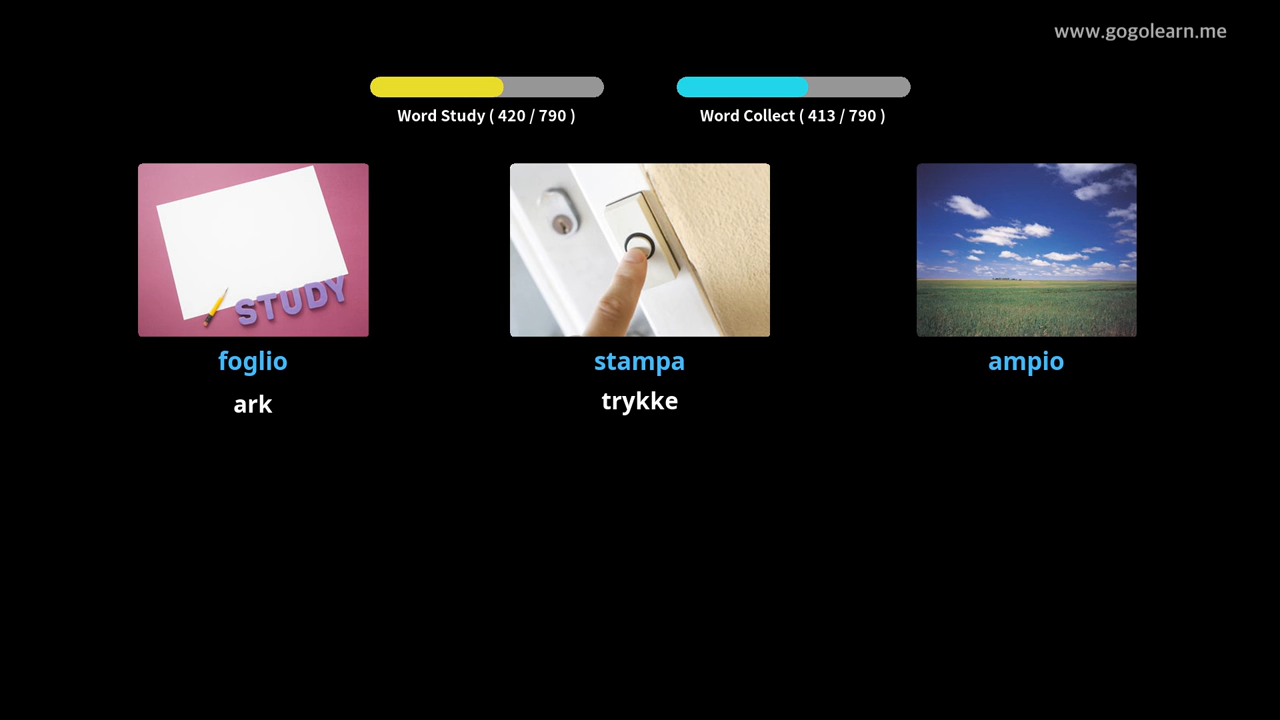 www.gogolearn.me
Word Study ( 420 / 790 )
Word Collect ( 413 / 790 )
STUDY
foglio
stampa
ampio
ark
trykke